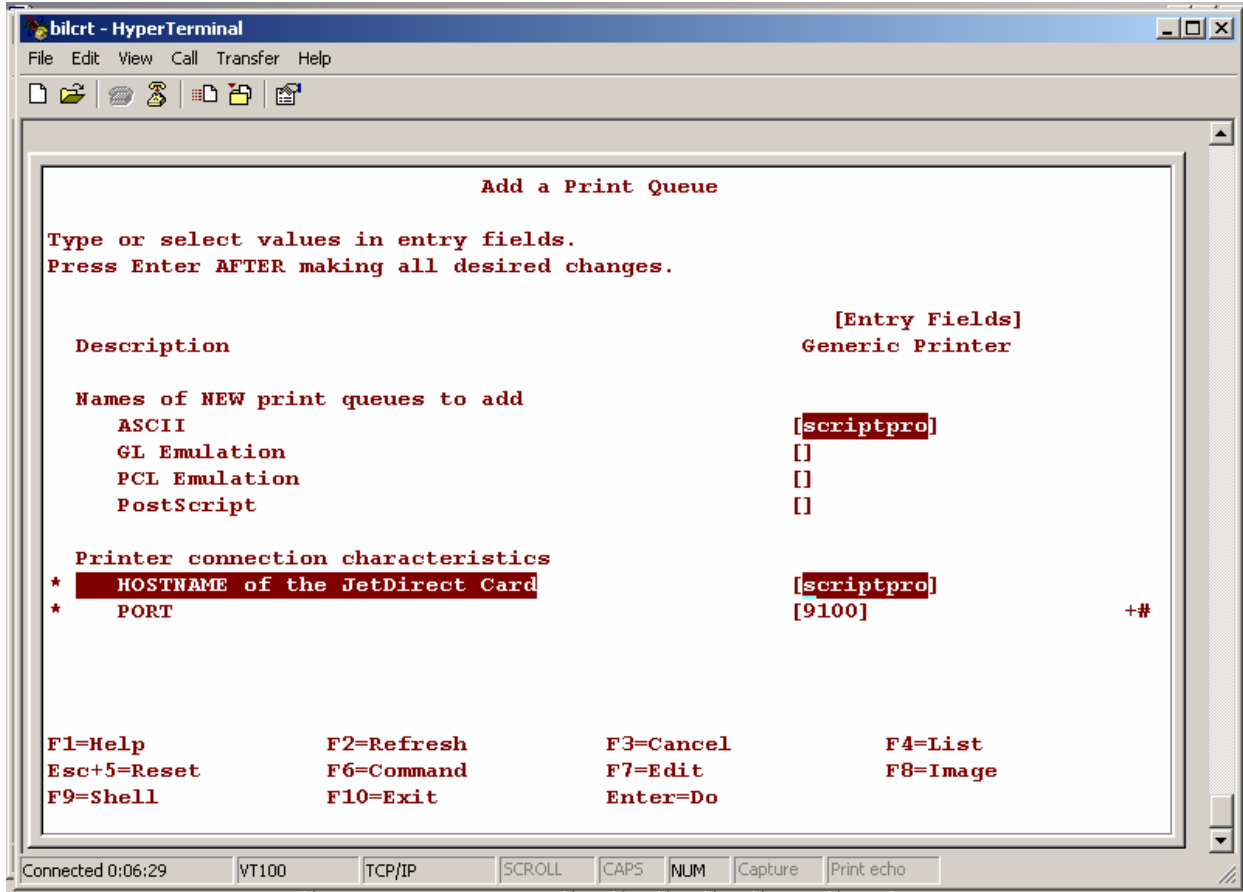 bilcrt - HyperTerminal
File Edit View Call Transfer Help
Add a Print Queue
Type or select values in entry fields.
Press Enter AFTER making all desired changes.
[Entry Fields]
Description Generic Printer
Names of NEW print queues to add
ASCII [scriptpro]
GL Emulation []
PCL Emulation []
PostScript []
Printer connection characteristics
* HOSTNAME of the JetDirect Card [scriptpro]
* PORT [9100] +#
F1=Help F2=Refresh F3=Cancel F4=List
Esc+5=Reset F6=Command F7=Edit F8=Image
F9=Shell F10=Exit Enter=Do
Connected 0:06:29 VT100 TCP/IP SCROLL CAPS NUM Capture Print echo